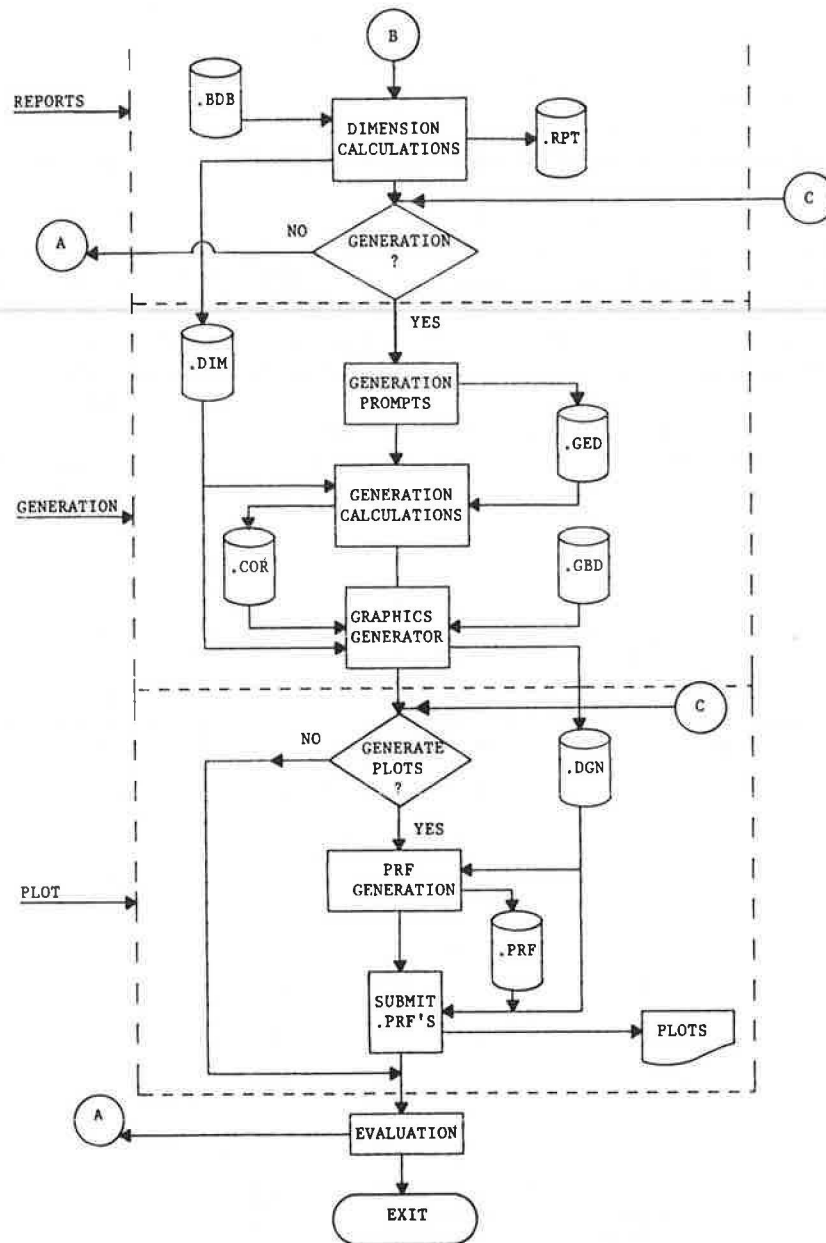 B
.BDB
REPORTS
DIMENSION
CALCULATIONS
.RPT
C
A
NO
GENERATION
?
YES
.DIM
GENERATION
PROMPTS
.GED
GENERATION
GENERATION
CALCULATIONS
.COR
.GBD
GRAPHICS
GENERATOR
C
NO
GENERATE
PLOTS
?
.DGN
YES
PRF
GENERATION
PLOT
.PRF
SUBMIT
.PRF'S
PLOTS
A
EVALUATION
EXIT